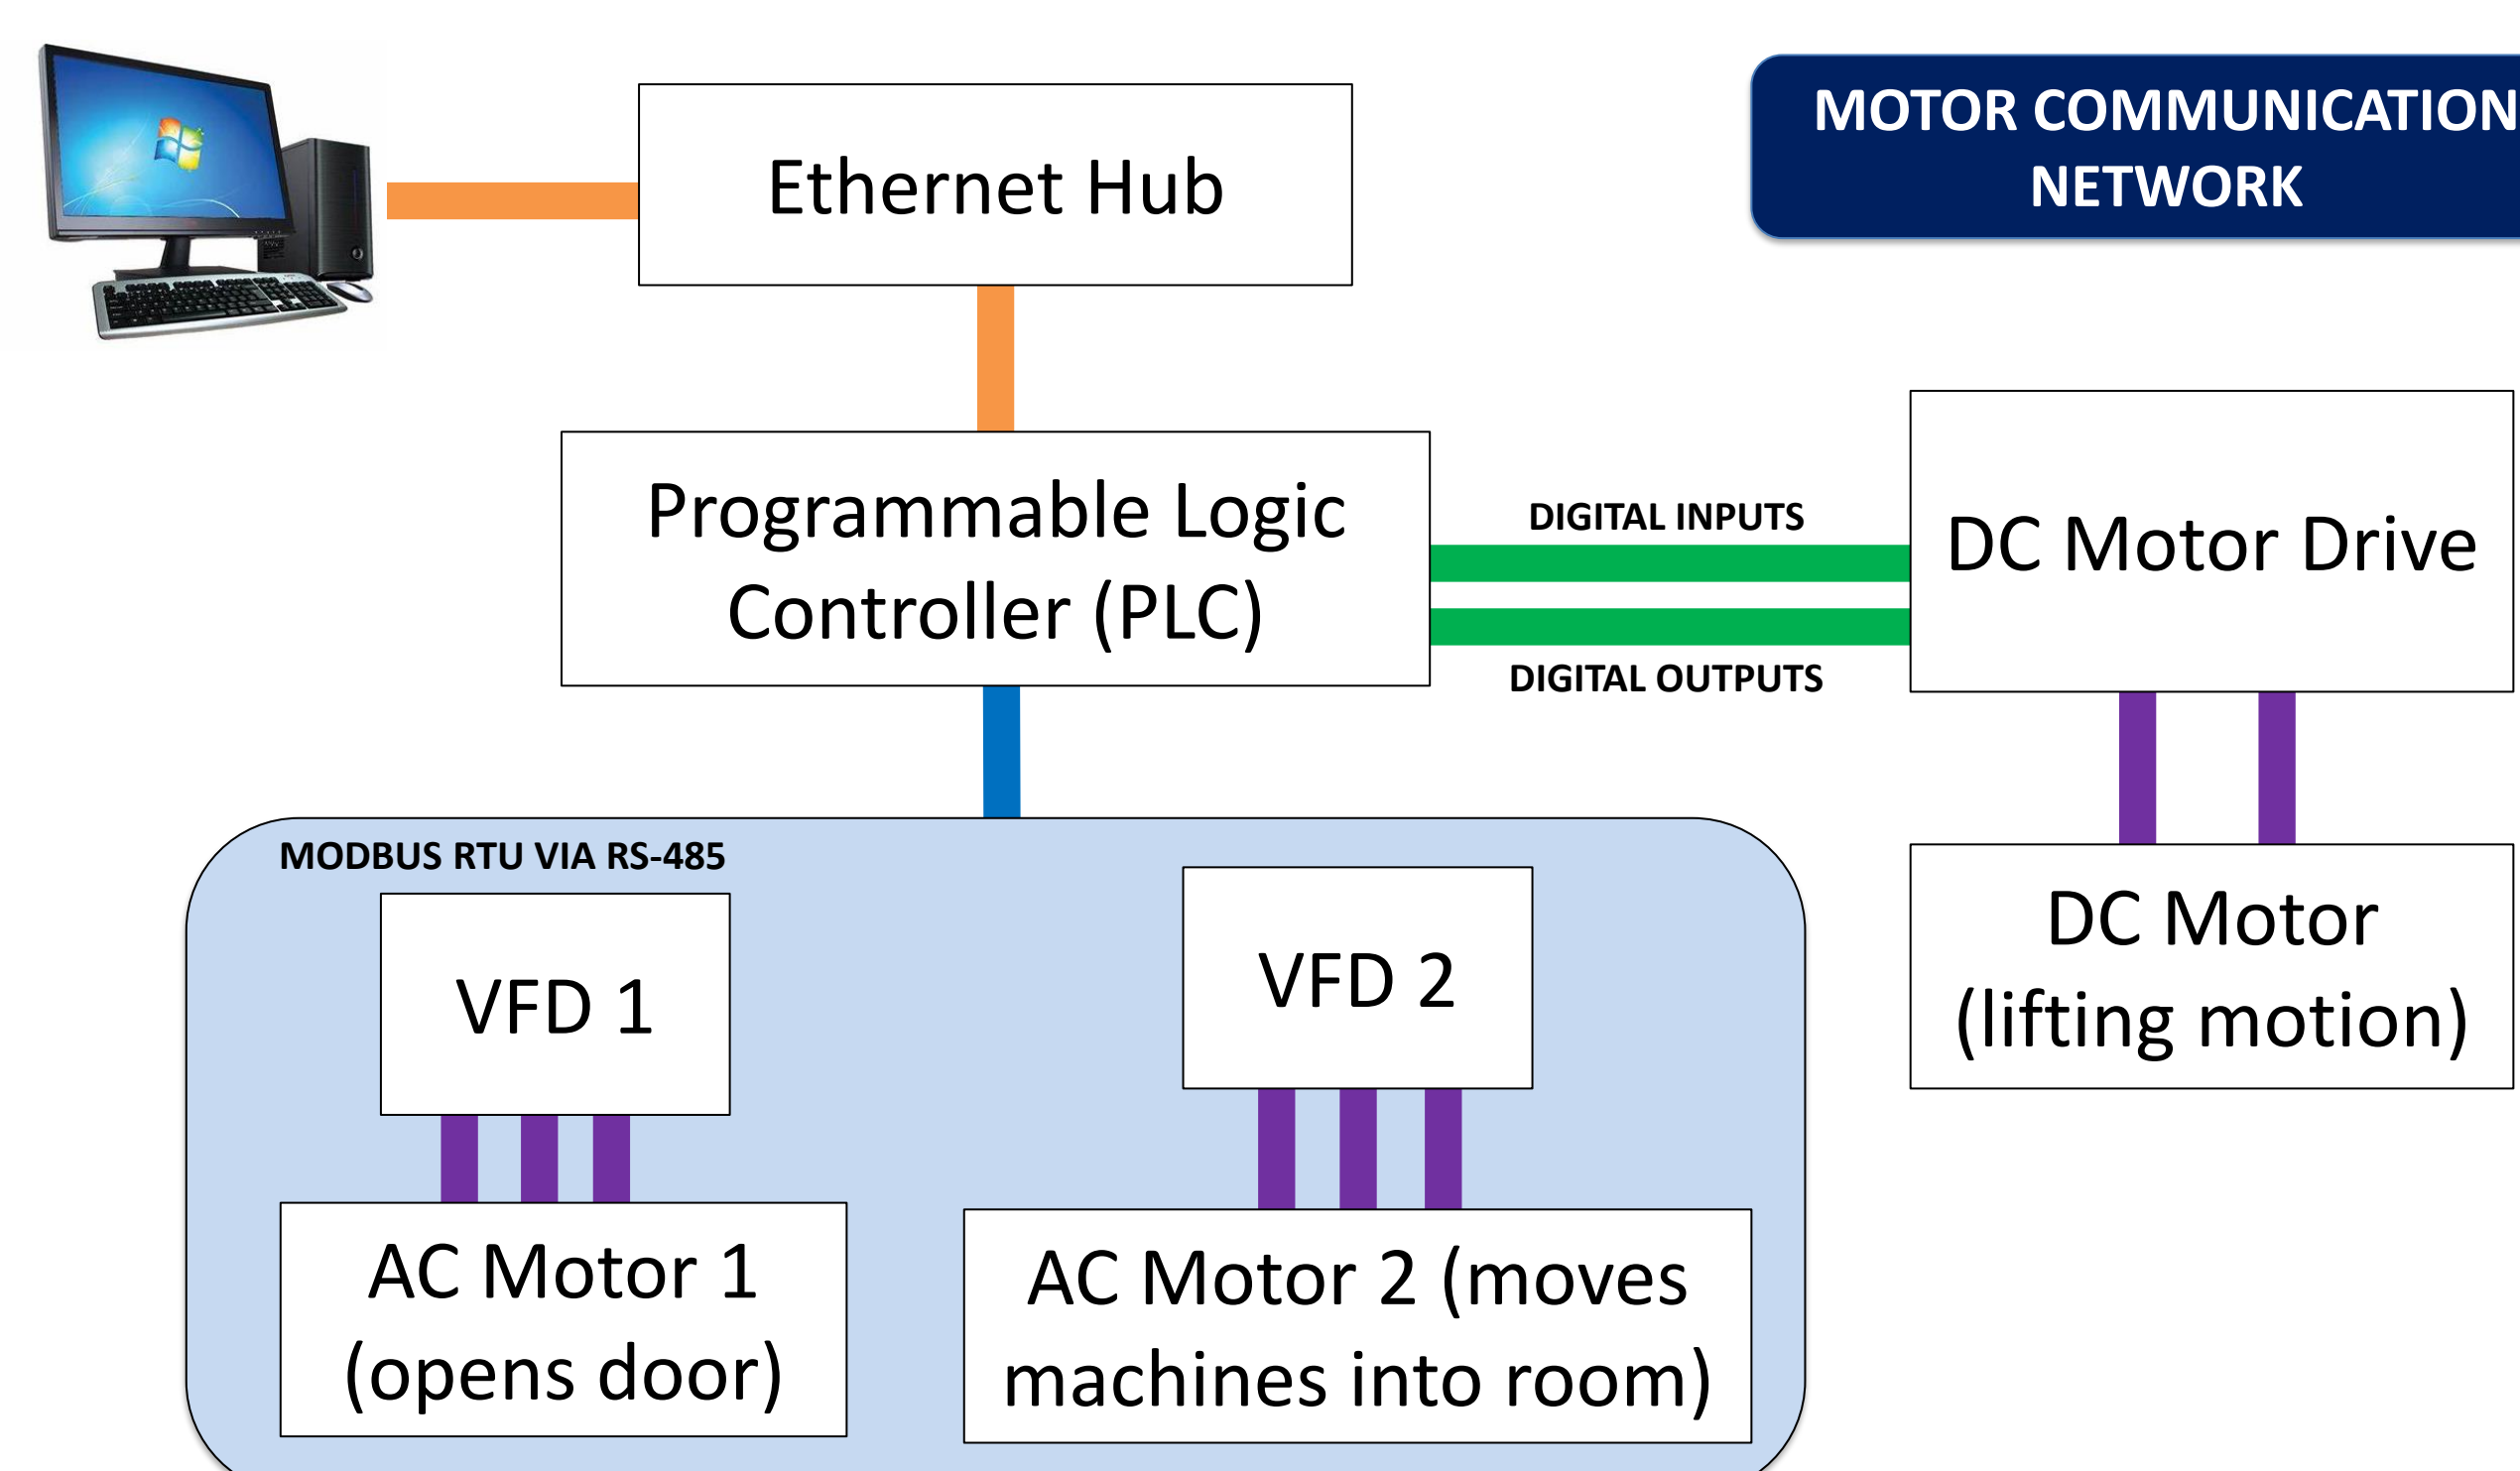 MOTOR COMMUNICATION
NETWORK
Ethernet Hub
Programmable Logic
Controller (PLC)
DIGITAL INPUTS
DIGITAL OUTPUTS
DC Motor Drive
DC Motor
(lifting motion)
MODBUS RTU VIA RS-485
VFD 1
VFD 2
AC Motor 1
(opens door)
AC Motor 2 (moves
machines into room)